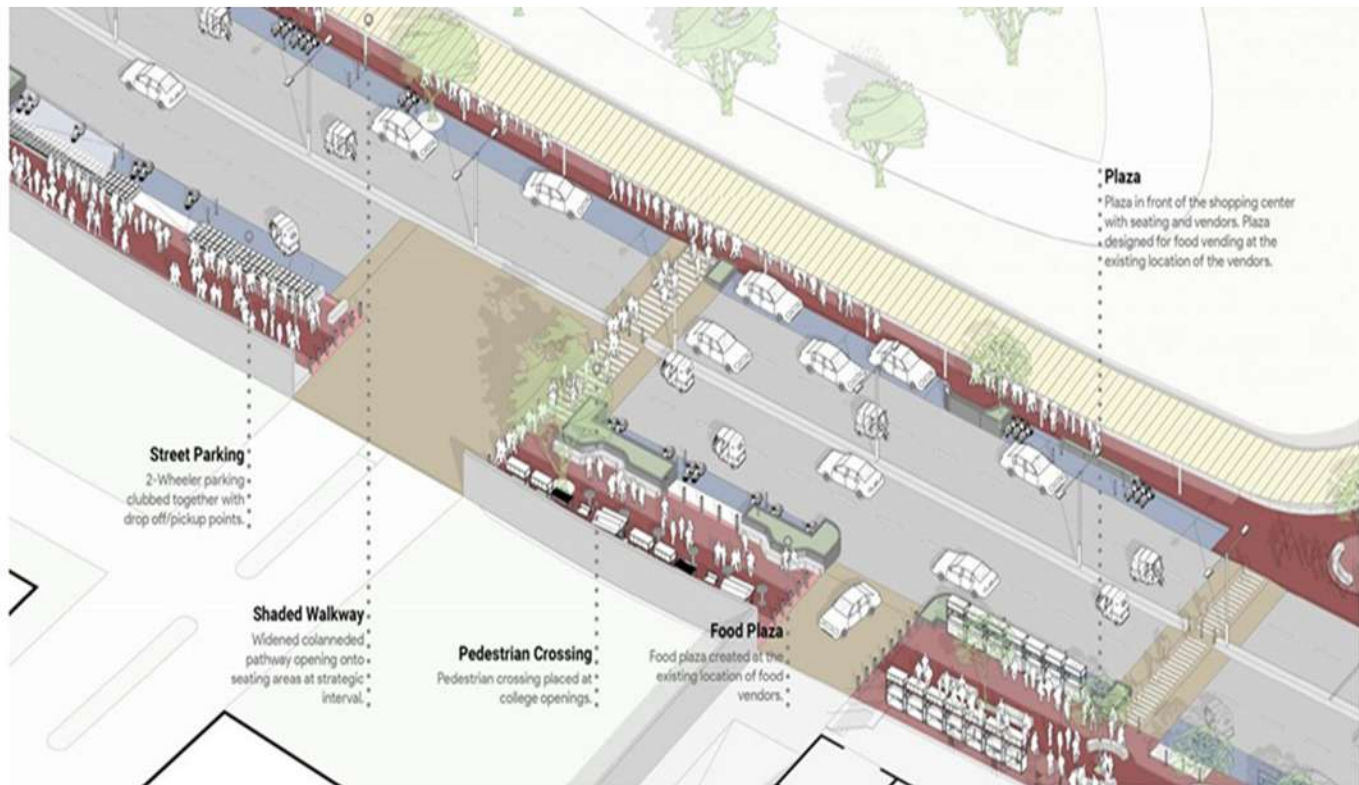 Plaza
Plaza in front of the shopping center
with seating and vendors. Plaza
designed for food vending at the
existing location of the vendors.
Street Parking
2-Wheeler parking
clubbed together with
drop off/pickup points.
Shaded Walkway
Widened colanneded
pathway opening onto
seating areas at strategic
interval.
Pedestrian Crossing
Pedestrian crossing placed at
college openings.
Food Plaza
Food plaza created at the
existing location of food
vendors.